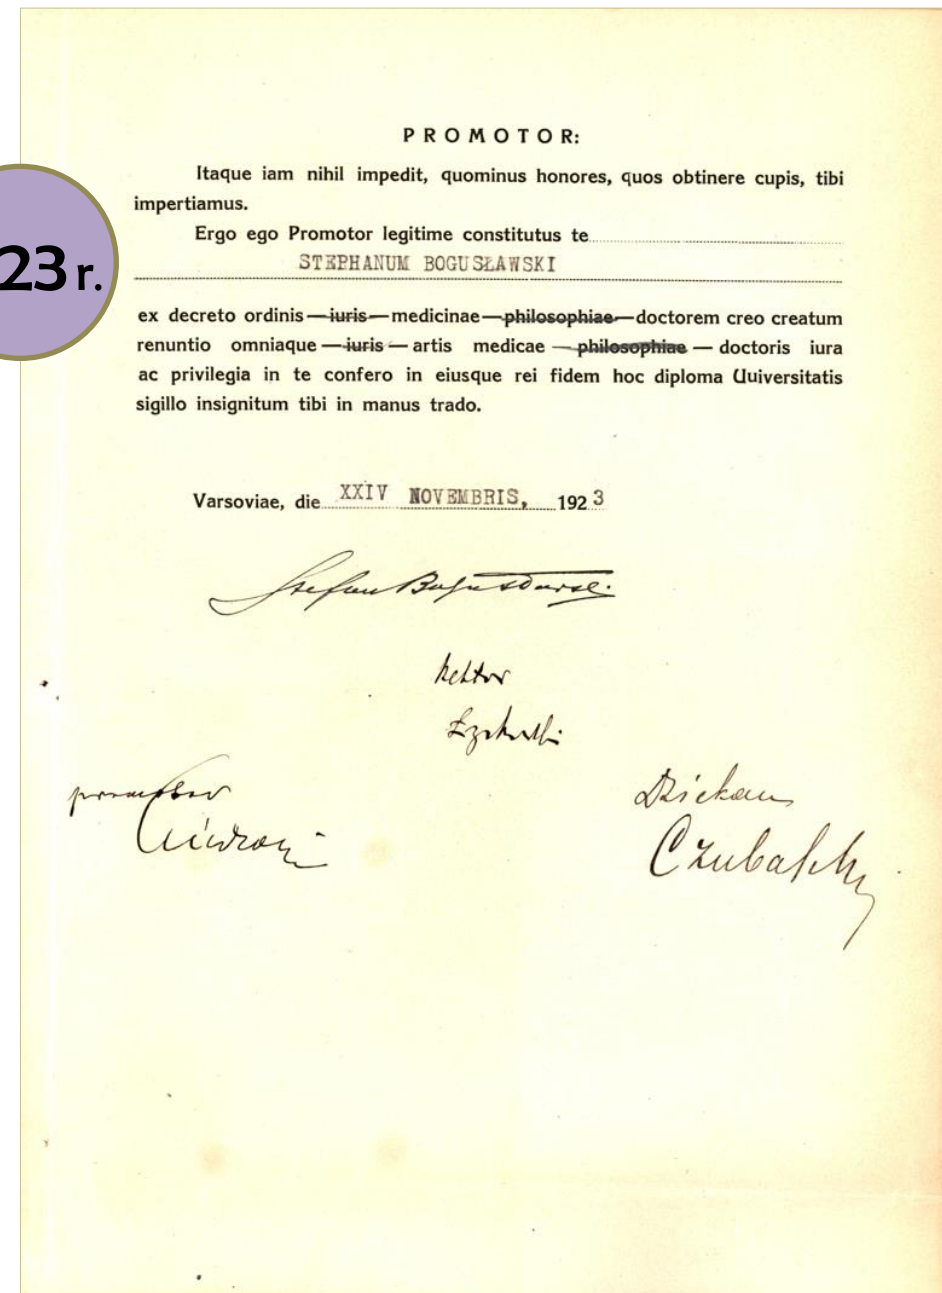 PROMOTOR:
Itaque iam nihil impedit, quominus honores, quos obtinere cupis, tibi
impertiamus.
Ergo ego Promotor legitime constitutus te
23 r.
STEPHANUM BOGUSŁAWSKI
ex decreto ordinis — iuris — medicinae — philosophiae — doctorem creo creatum
renuntio omniaque — iuris — artis medicae — philosophiae — doctoris iura
ac privilegia in te confero in eiusque rei fidem hoc diploma Uuiversitatis
sigillo insignitum tibi in manus trado.
Varsoviae, die XXIV NOVEMBRIS, 1923
Stefan Bogusławski
Rektor
promotor
Dziekan
Czubalski